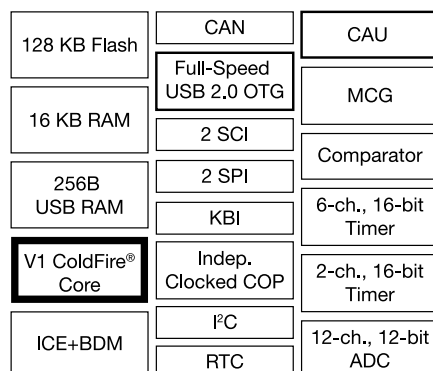 128 KB Flash
16 KB RAM
256B
USB RAM
V1 ColdFire®
Core
ICE+BDM
CAN
Full-Speed
USB 2.0 OTG
2 SCI
2 SPI
KBI
Indep.
Clocked COP
I²C
RTC
CAU
MCG
Comparator
6-ch., 16-bit
Timer
2-ch., 16-bit
Timer
12-ch., 12-bit
ADC